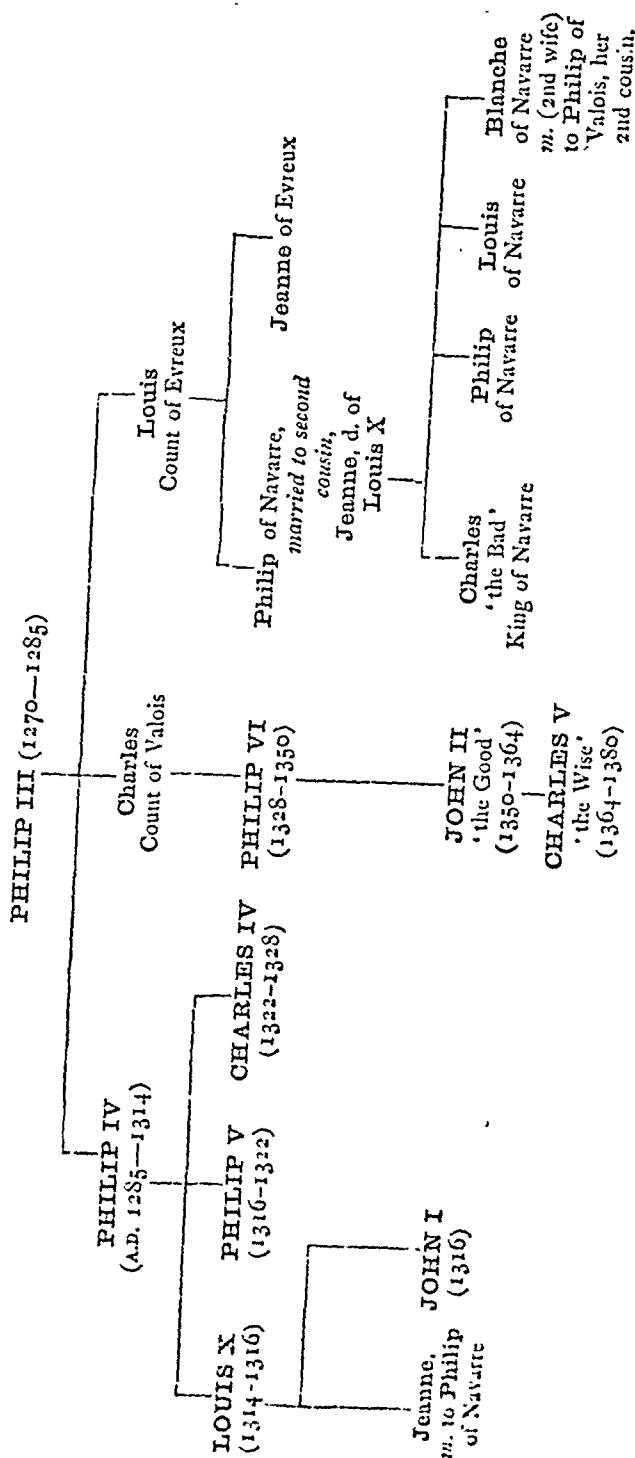 PHILIP III (1270—1285)
PHILIP IV
(A.D. 1285—1314)
Charles
Count of Valois
Louis
Count of Evreux
LOUIS X
(1314-1316)
PHILIP V
(1316-1322)
CHARLES IV
(1322-1328)
PHILIP VI
(1328-1350)
Philip of Navarre,
married to second
cousin,
Jeanne, d. of
Louis X
Jeanne of Evreux
Jeanne,
m. to Philip
of Navarre
JOHN I
(1316)
JOHN II
'the Good'
(1350-1364)
CHARLES V
'the Wise'
(1364-1380)
Charles
'the Bad'
King of Navarre
Philip
of Navarre
Louis
of Navarre
Blanche
of Navarre
m. (2nd wife)
to Philip of
Valois, her
2nd cousin.